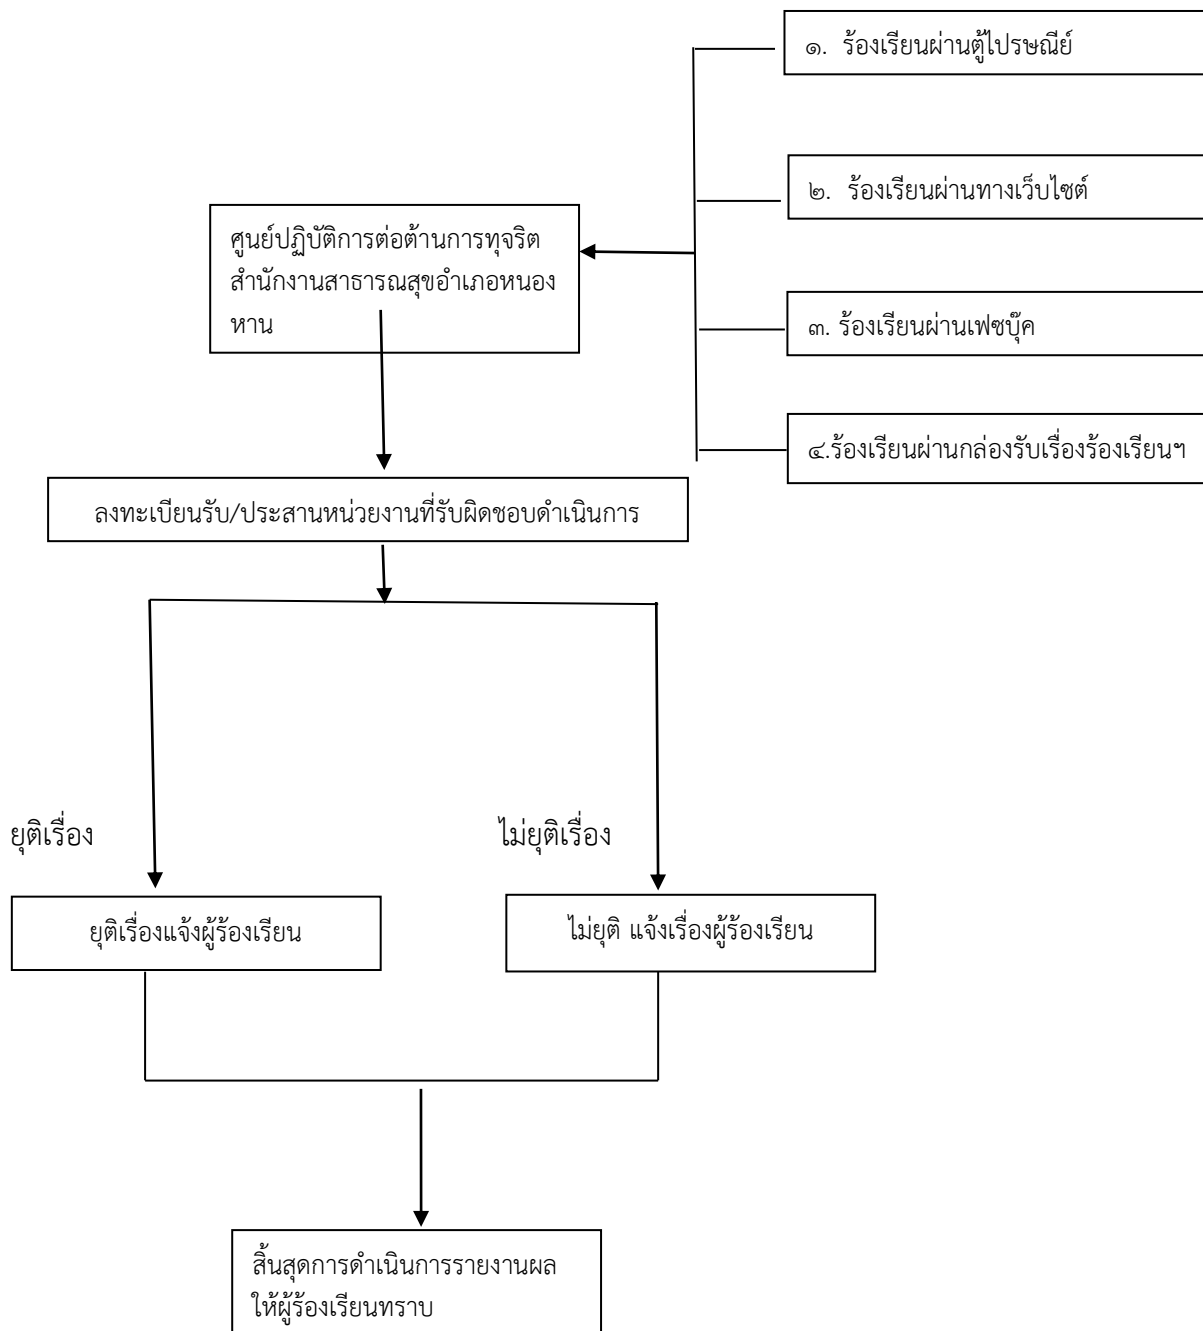 ๑. ร้องเรียนผ่านตู้ไปรษณีย์
๒. ร้องเรียนผ่านทางเว็บไซต์
ศูนย์ปฏิบัติการต่อต้านการทุจริต
สำนักงานสาธารณสุขอำเภอหนอง
หาน
๓. ร้องเรียนผ่านเฟซบุ๊ค
๔.ร้องเรียนผ่านกล่องรับเรื่องร้องเรียนฯ
ลงทะเบียนรับ/ประสานหน่วยงานที่รับผิดชอบดำเนินการ
ยุติเรื่อง
ไม่ยุติเรื่อง
ยุติเรื่องแจ้งผู้ร้องเรียน
ไม่ยุติ แจ้งเรื่องผู้ร้องเรียน
สิ้นสุดการดำเนินการรายงานผล
ให้ผู้ร้องเรียนทราบ